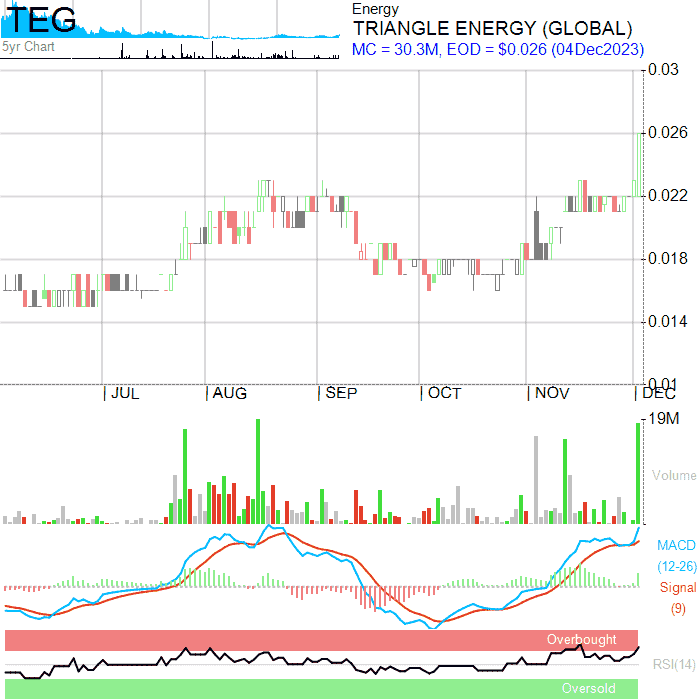 TEG
5yr Chart
Energy
TRIANGLE ENERGY (GLOBAL)
MC = 30.3M, EOD = $0.026 (04Dec2023)
0.03
0.026
0.022
0.018
0.014
0.01
JUL
AUG
SEP
OCT
NOV
DEC
19M
Volume
MACD
(12-26)
Signal
(9)
Overbought
RSI(14)
Oversold